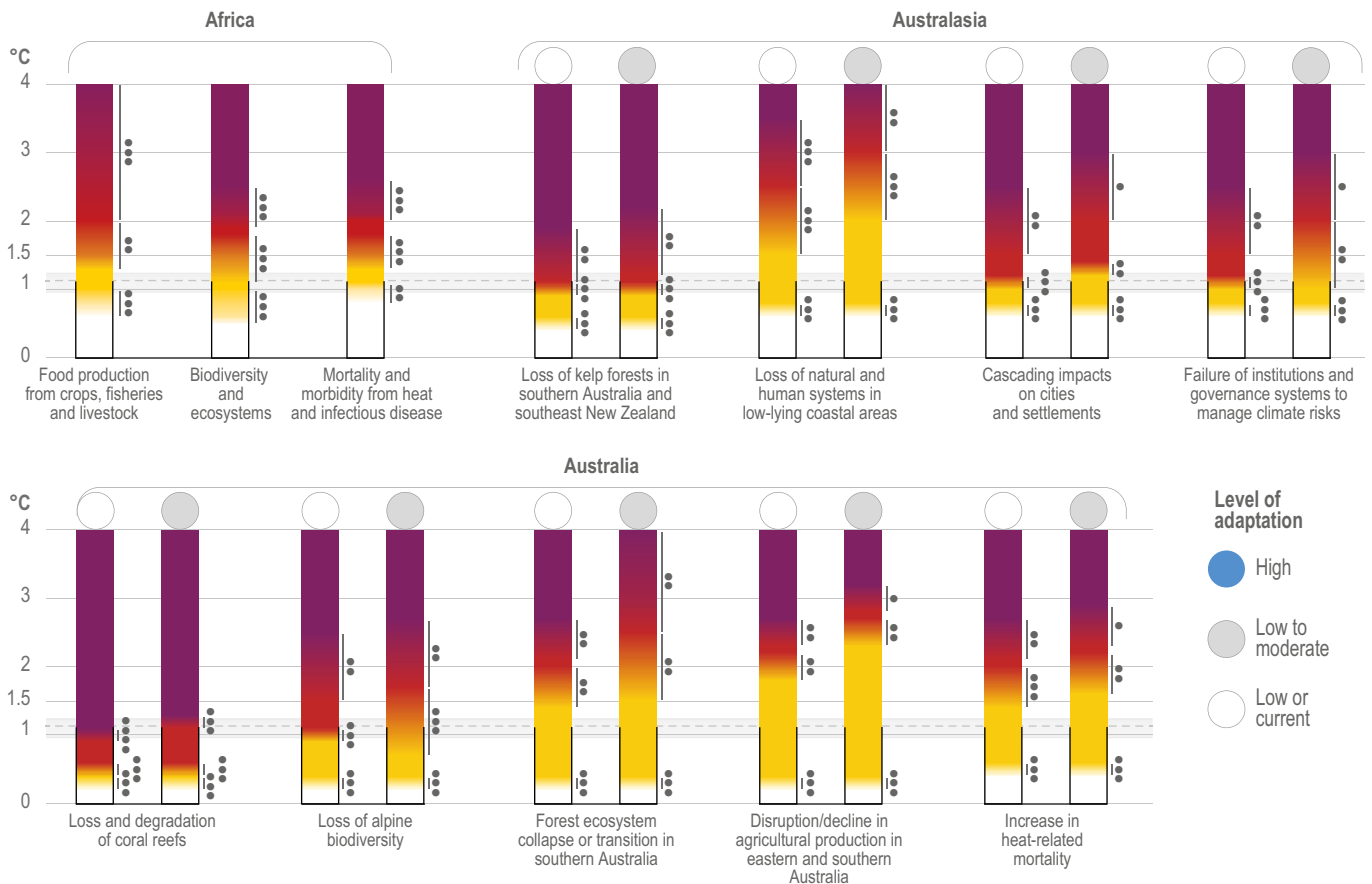 Africa
Australasia
°C
4
3
2
1.5
1
0
Food production
from crops, fisheries
and livestock
Biodiversity
and
ecosystems
Mortality and
morbidity from heat
and infectious disease
Loss of kelp forests in
southern Australia and
southeast New Zealand
Loss of natural and
human systems in
low-lying coastal areas
Cascading impacts
on cities
and settlements
Failure of institutions and
governance systems to
manage climate risks
Australia
°C
4
3
2
1.5
1
0
Loss and degradation
of coral reefs
Loss of alpine
biodiversity
Forest ecosystem
collapse or transition in
southern Australia
Disruption/decline in
agricultural production in
eastern and southern
Australia
Increase in
heat-related
mortality
Level of
adaptation
High
Low to
moderate
Low or
current